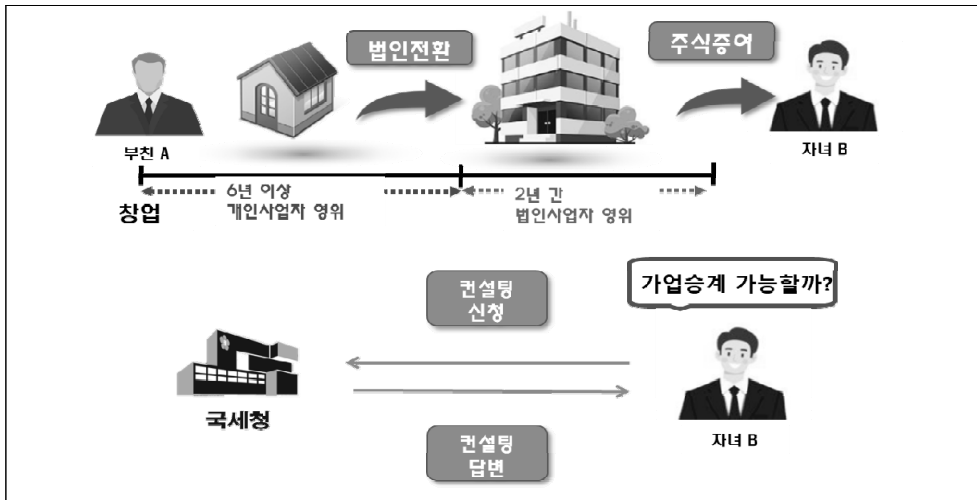 법인전환
주식증여
부친 A
자녀 B
6년 이상
개인사업자 영위
2년 간
법인사업자 영위
창업
컨설팅
신청
가업승계 가능할까?
국세청
자녀 B
컨설팅
답변